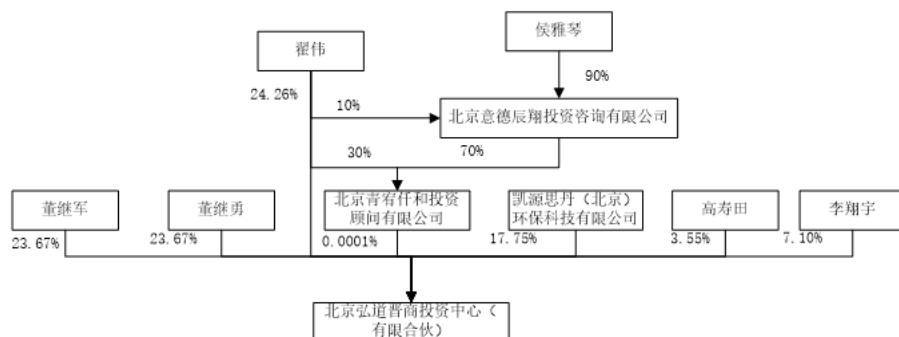 侯雅琴
翟伟
90%
24.26%
10%
北京意德辰翔投资咨询有限公司
30%
70%
董继军
董继勇
北京青宥仟和投资
顾问有限公司
凯源思丹（北京）
环保科技有限公司
高寿田
李翔宇
23.67%
23.67%
0.0001%
17.75%
3.55%
7.10%
北京弘道晋商投资中心（
有限合伙）